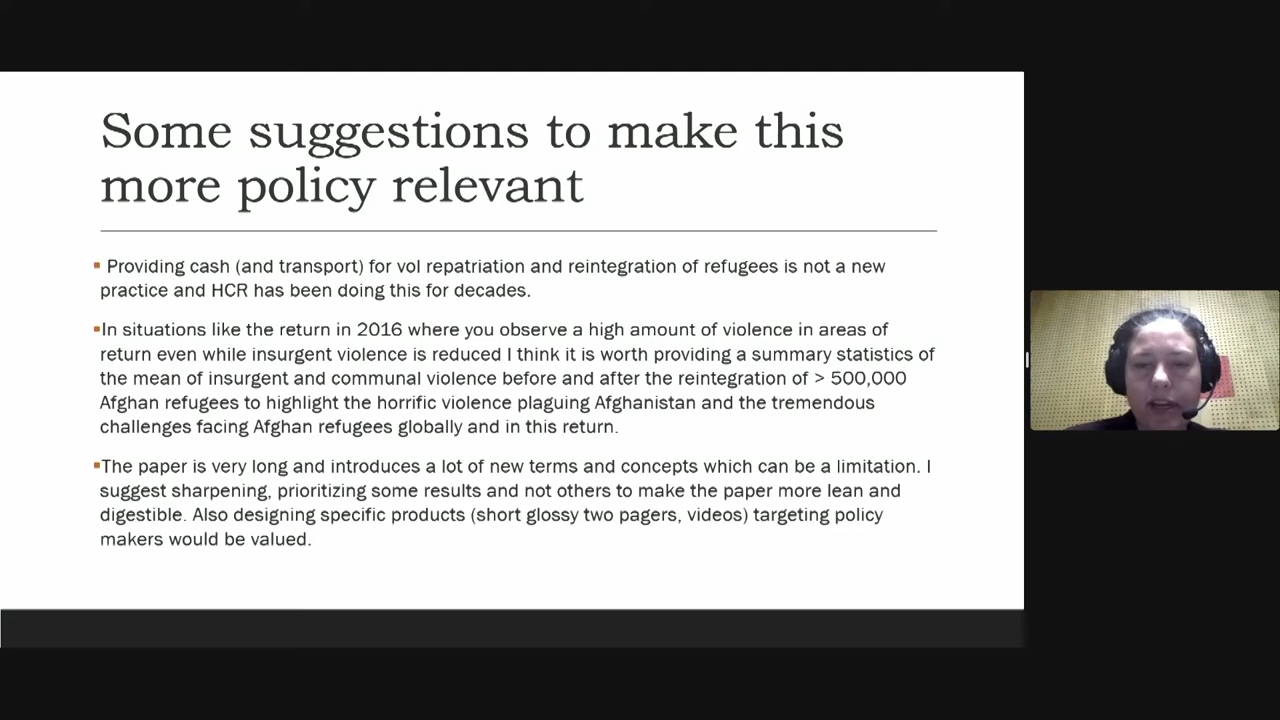 Some suggestions to make this
more policy relevant
Providing cash (and transport) for vol repatriation and reintegration of refugees is not a new
practice and HCR has been doing this for decades.
In situations like the return in 2016 where you observe a high amount of violence in areas of
return even while insurgent violence is reduced I think it is worth providing a summary statistics of
the mean of insurgent and communal violence before and after the reintegration of > 500,000
Afghan refugees to highlight the horrific violence plaguing Afghanistan and the tremendous
challenges facing Afghan refugees globally and in this return.
The paper is very long and introduces a lot of new terms and concepts which can be a limitation. I
suggest sharpening, prioritizing some results and not others to make the paper more lean and
digestible. Also designing specific products (short glossy two pagers, videos) targeting policy
makers would be valued.